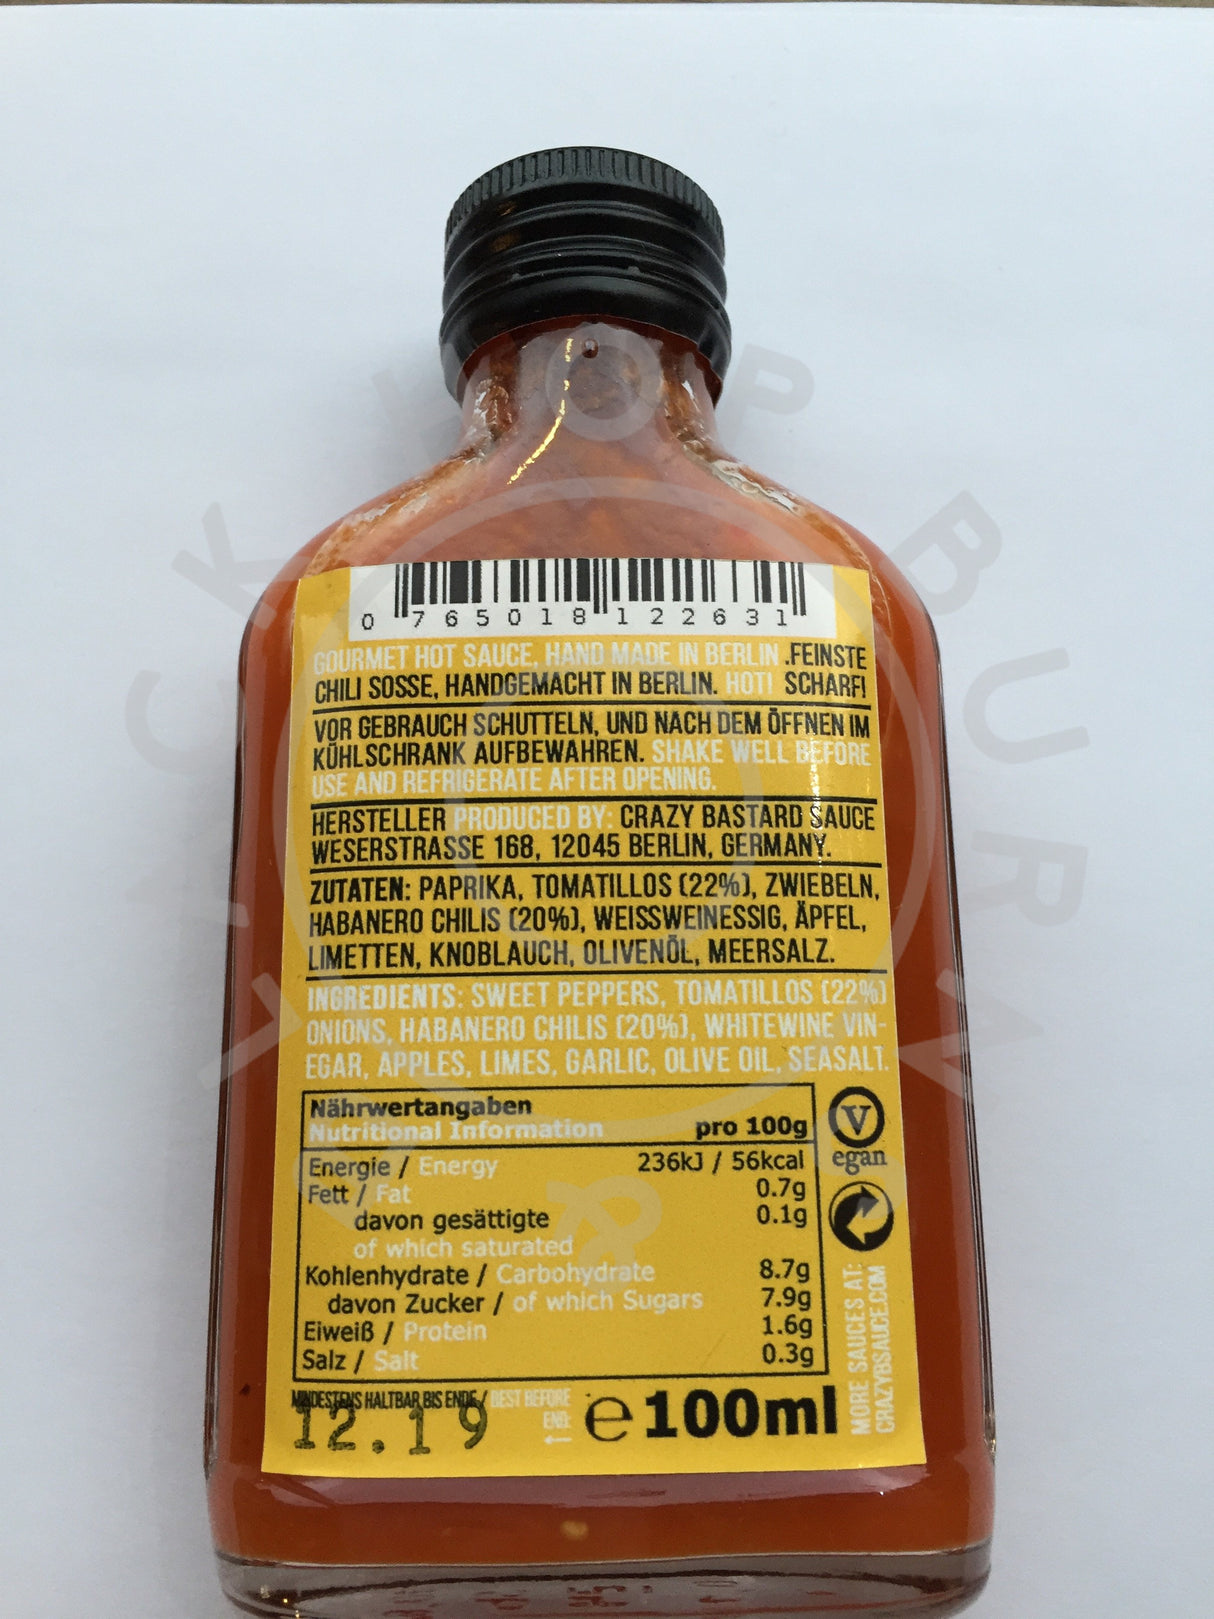 0 765018 122631
GOURMET HOT SAUCE, HAND MADE IN BERLIN .FEINSTE
CHILI SOSSE, HANDGEMACHT IN BERLIN. HOT! SCHARF!
VOR GEBRAUCH SCHUTTELN, UND NACH DEM ÖFFNEN IM
KÜHLSCHRANK AUFBEWAHREN. SHAKE WELL BEFORE
USE AND REFRIGERATE AFTER OPENING.
HERSTELLER PRODUCED BY: CRAZY BASTARD SAUCE
WESERSTRASSE 168, 12045 BERLIN, GERMANY.
ZUTATEN: PAPRIKA, TOMATILLOS (22%), ZWIEBELN,
HABANERO CHILIS (20%), WEISSWEINESSIG, ÄPFEL,
LIMETTEN, KNOBLAUCH, OLIVENÖL, MEERSALZ.
INGREDIENTS: SWEET PEPPERS, TOMATILLOS (22%)
ONIONS, HABANERO CHILIS (20%), WHITEWINE VIN-
EGAR, APPLES, LIMES, GARLIC, OLIVE OIL, SEASALT.
Nährwertangaben
Nutritional Information pro 100g
Energie / Energy 236kJ / 56kcal
Fett / Fat 0.7g
davon gesättigte 0.1g
of which saturated
Kohlenhydrate / Carbohydrate 8.7g
davon Zucker / of which Sugars 7.9g
Eiweiß / Protein 1.6g
Salz / Salt 0.3g
V
egan
MORE SAUCES AT:
CRAZYBSAUCE.COM
MINDESTENS HALTBAR BIS ENDE / BEST BEFORE
END:
12.19
e 100ml